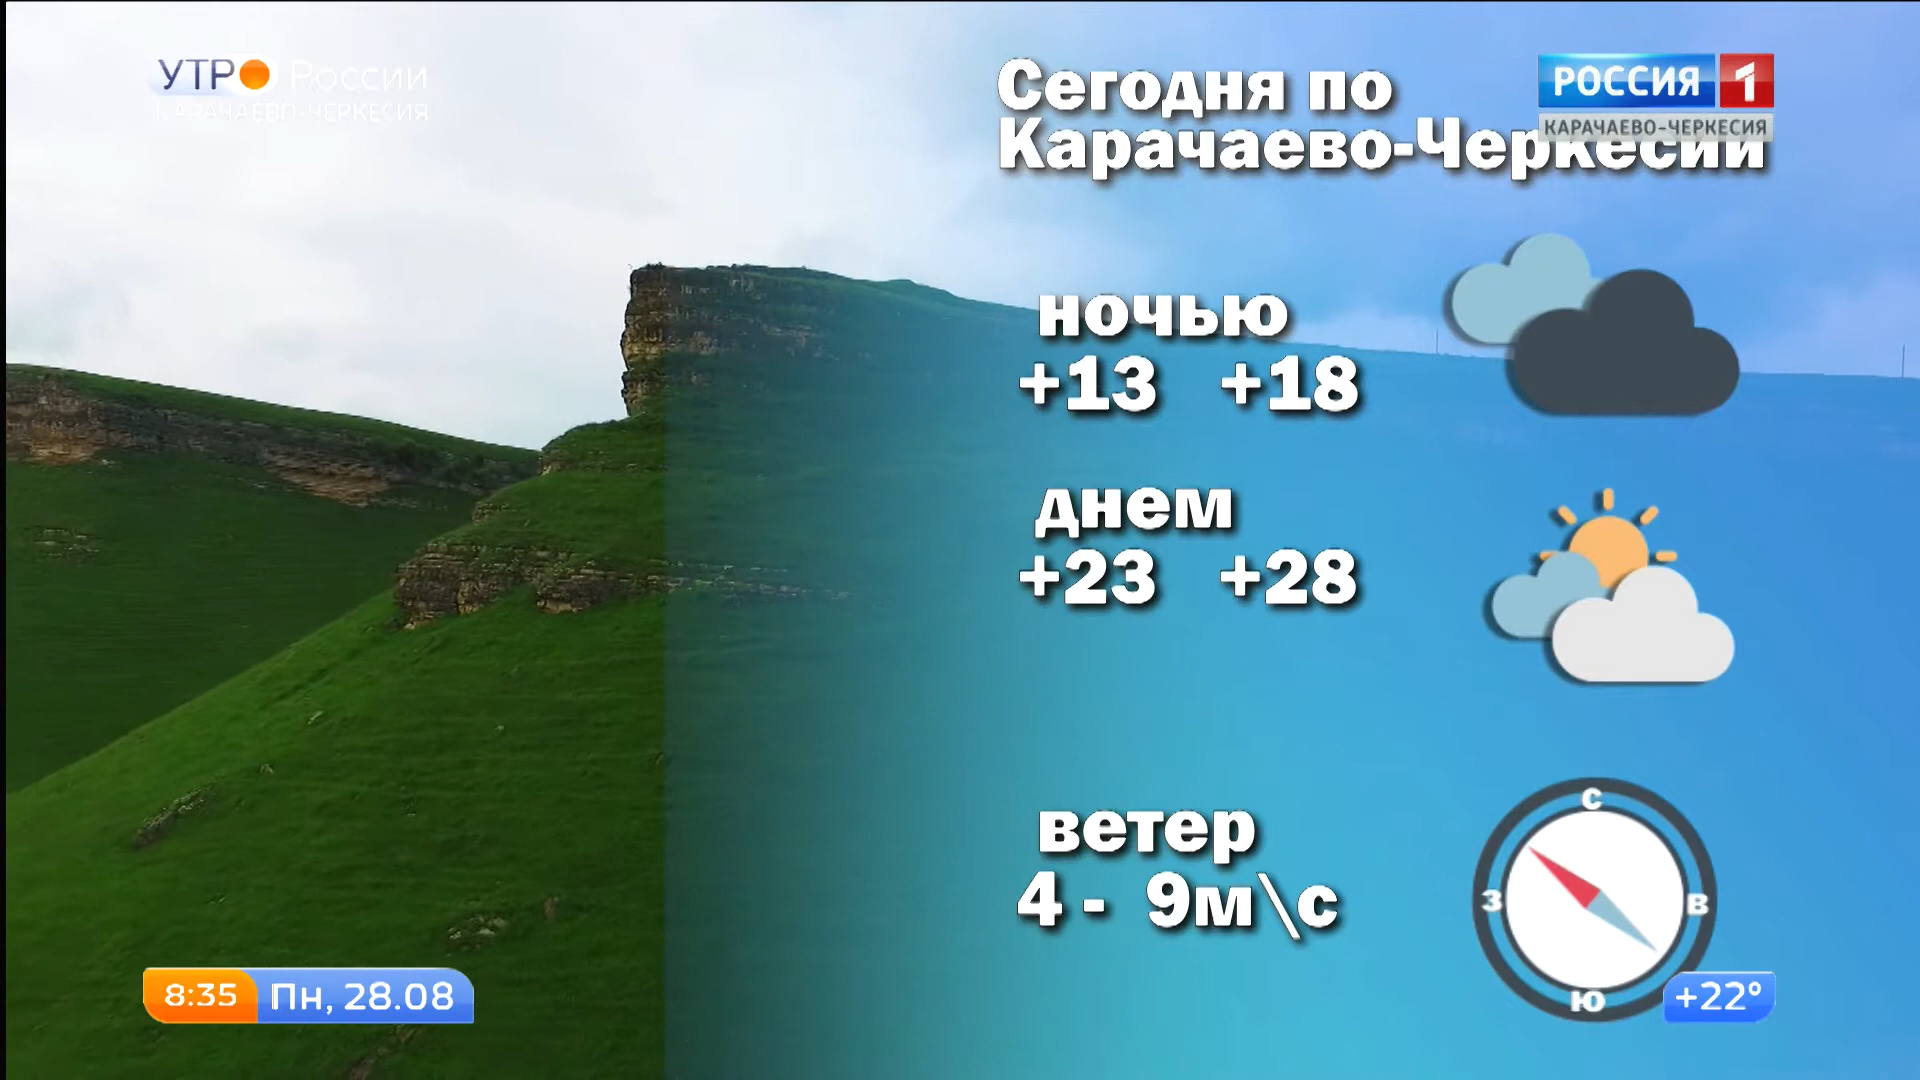 УТРО России
КАРАЧАЕВО-ЧЕРКЕСИЯ
РОССИЯ 1
КАРАЧАЕВО-ЧЕРКЕСИЯ
Сегодня по
Карачаево-Черкесии
ночью
+13 +18
днем
+23 +28
ветер
4 - 9м\с
С
З
В
Ю
8:35 Пн, 28.08
+22°